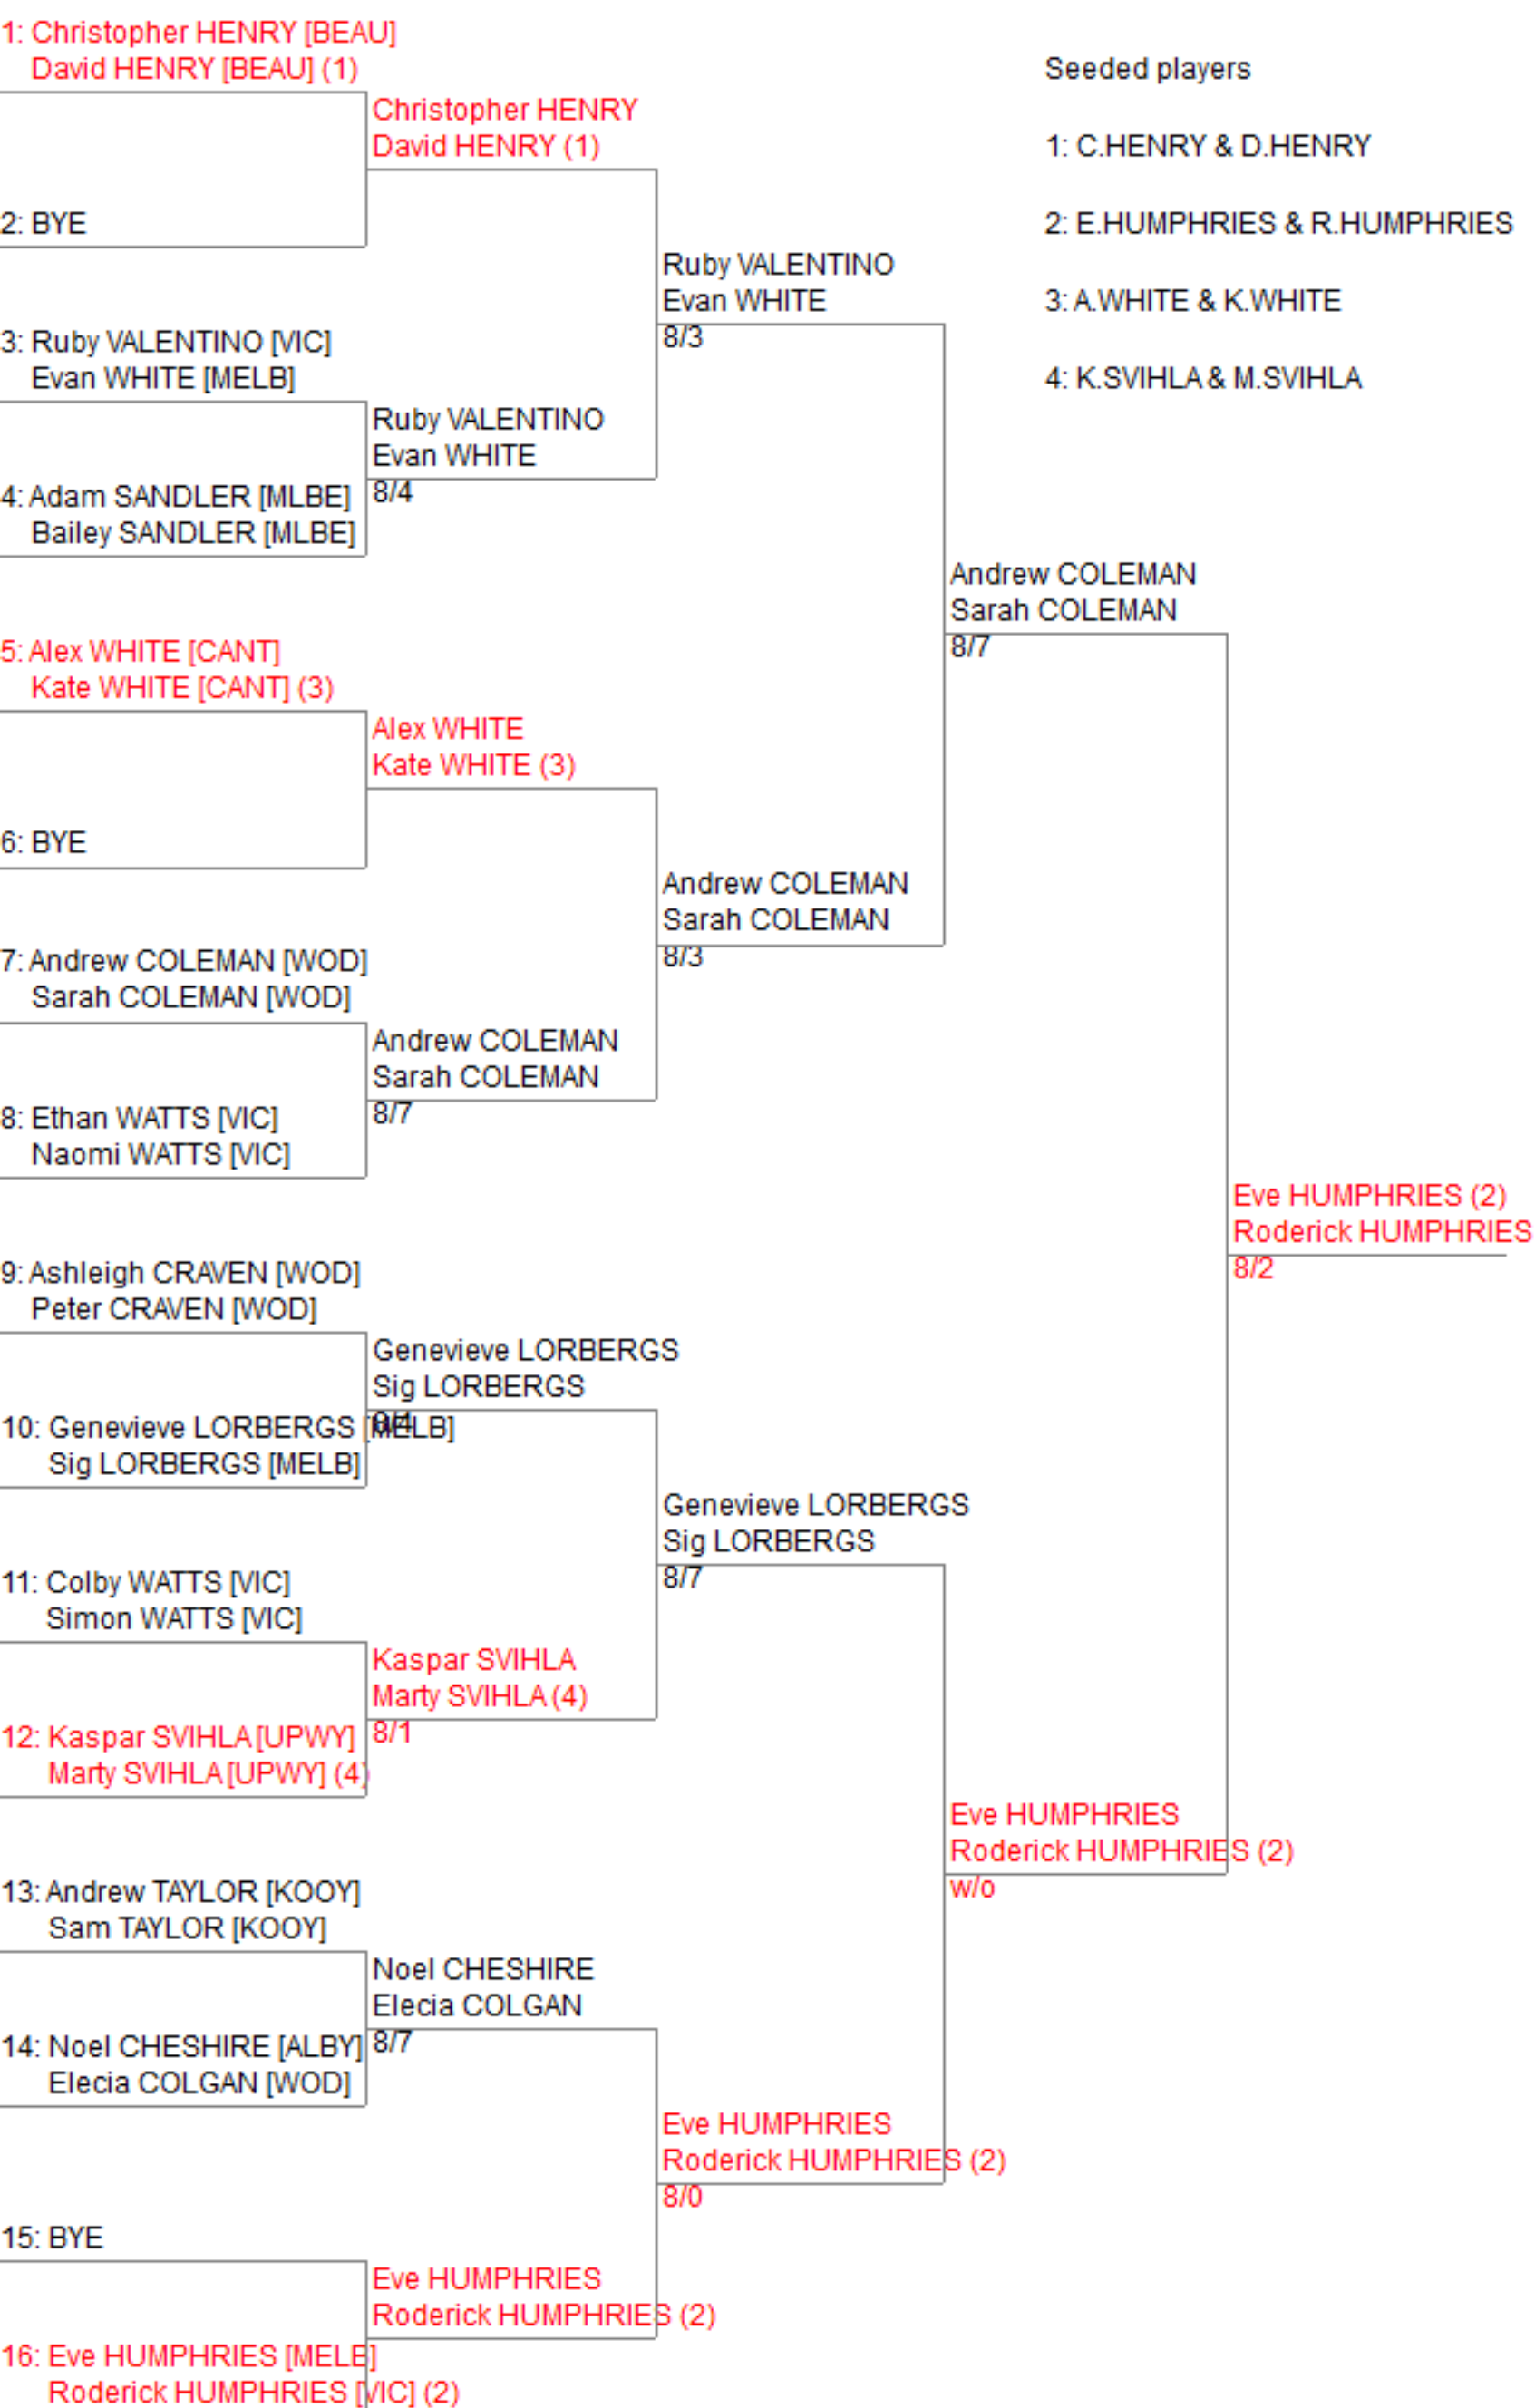 1: Christopher HENRY [BEAU]
David HENRY [BEAU] (1)
Seeded players
Christopher HENRY
David HENRY (1)
1: C.HENRY & D.HENRY
2: BYE
2: E.HUMPHRIES & R.HUMPHRIES
Ruby VALENTINO
Evan WHITE
8/3
3: A.WHITE & K.WHITE
3: Ruby VALENTINO [VIC]
Evan WHITE [MELB]
4: K.SVIHLA & M.SVIHLA
Ruby VALENTINO
Evan WHITE
8/4
4: Adam SANDLER [MLBE]
Bailey SANDLER [MLBE]
Andrew COLEMAN
Sarah COLEMAN
8/7
5: Alex WHITE [CANT]
Kate WHITE [CANT] (3)
Alex WHITE
Kate WHITE (3)
6: BYE
Andrew COLEMAN
Sarah COLEMAN
8/3
7: Andrew COLEMAN [WOD]
Sarah COLEMAN [WOD]
Andrew COLEMAN
Sarah COLEMAN
8/7
8: Ethan WATTS [VIC]
Naomi WATTS [VIC]
Eve HUMPHRIES (2)
Roderick HUMPHRIES
8/2
9: Ashleigh CRAVEN [WOD]
Peter CRAVEN [WOD]
Genevieve LORBERGS
Sig LORBERGS
10: Genevieve LORBERGS [MELB]
Sig LORBERGS [MELB]
Genevieve LORBERGS
Sig LORBERGS
8/7
11: Colby WATTS [VIC]
Simon WATTS [VIC]
Kaspar SVIHLA
Marty SVIHLA (4)
8/1
12: Kaspar SVIHLA [UPWY]
Marty SVIHLA [UPWY] (4)
Eve HUMPHRIES
Roderick HUMPHRIES (2)
w/o
13: Andrew TAYLOR [KOOY]
Sam TAYLOR [KOOY]
Noel CHESHIRE
Elecia COLGAN
8/7
14: Noel CHESHIRE [ALBY]
Elecia COLGAN [WOD]
Eve HUMPHRIES
Roderick HUMPHRIES (2)
8/0
15: BYE
Eve HUMPHRIES
Roderick HUMPHRIES (2)
16: Eve HUMPHRIES [MELB]
Roderick HUMPHRIES [VIC] (2)